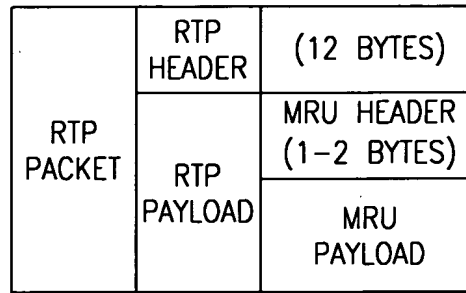 RTP
PACKET
RTP
HEADER
(12 BYTES)
RTP
PAYLOAD
MRU HEADER
(1-2 BYTES)
MRU
PAYLOAD